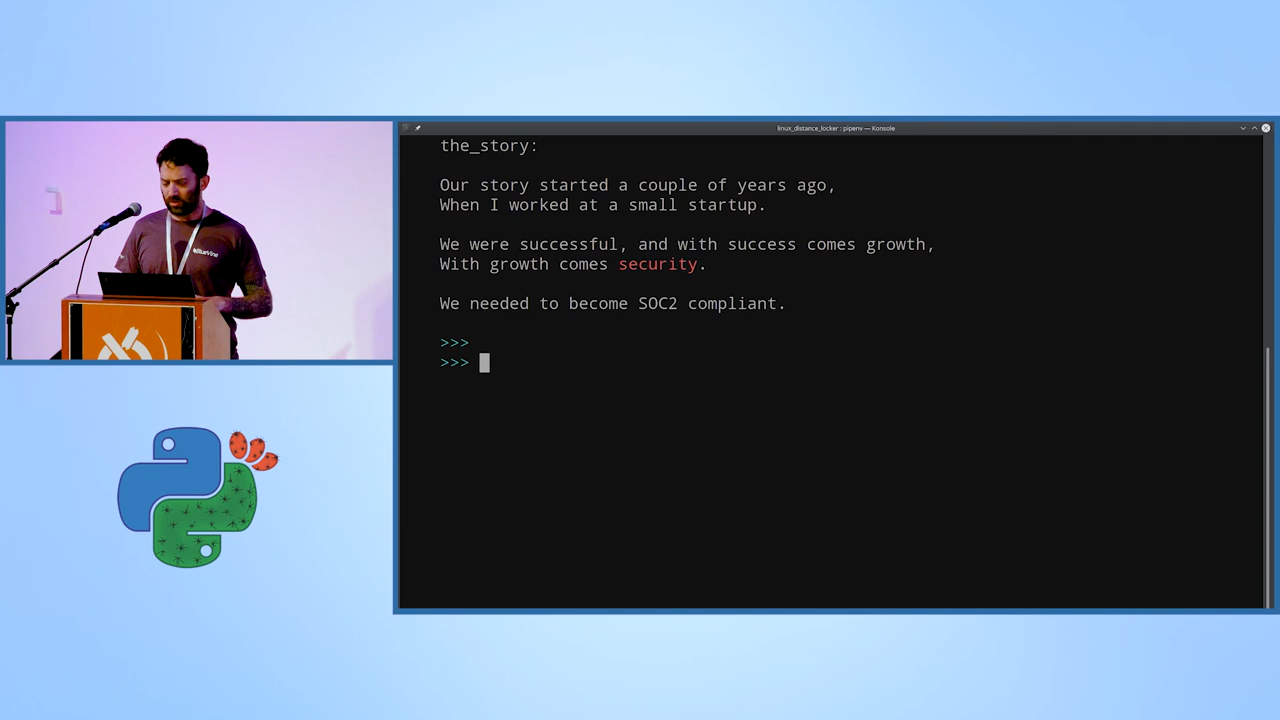 linux_distance_locker : pipenv — Konsole
the_story:
Our story started a couple of years ago,
When I worked at a small startup.
We were successful, and with success comes growth,
With growth comes security.
We needed to become SOC2 compliant.
>>>
>>>
BlueVine